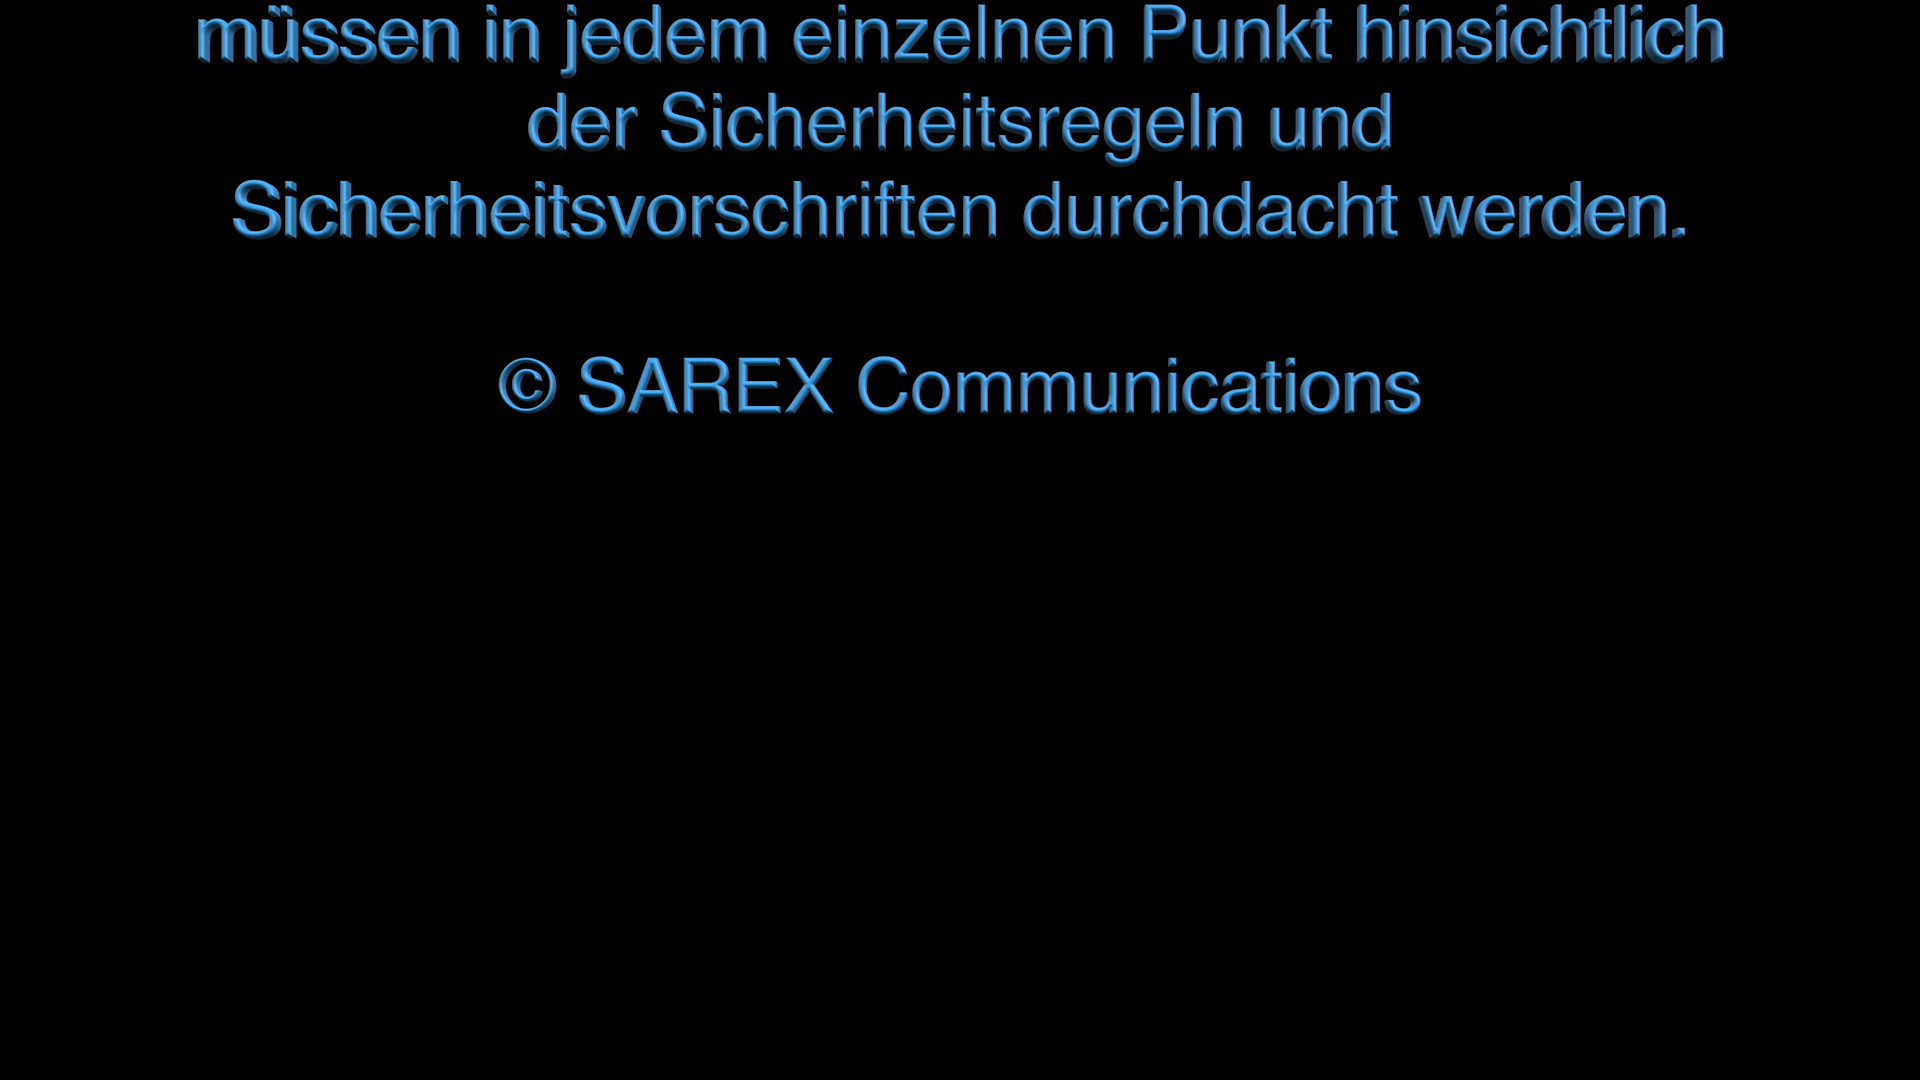 müssen in jedem einzelnen Punkt hinsichtlich
der Sicherheitsregeln und
Sicherheitsvorschriften durchdacht werden.
© SAREX Communications